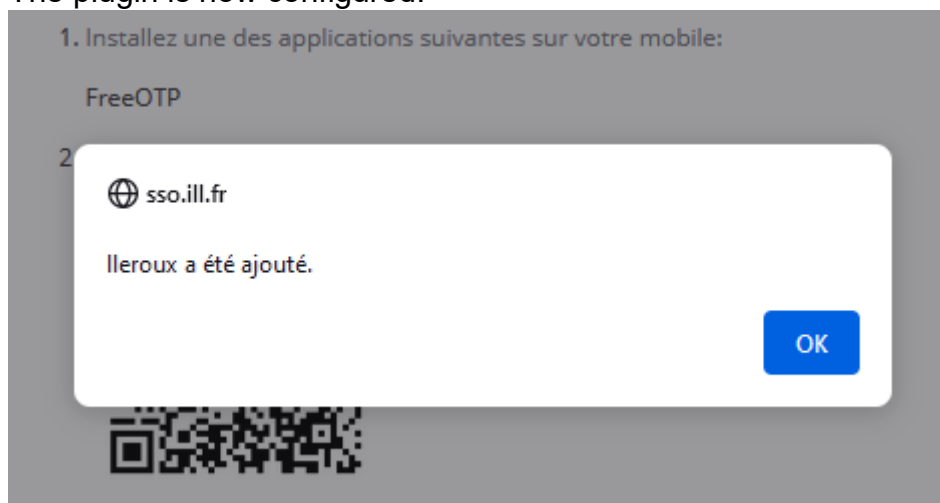 The plugin is now configured.
1. Installez une des applications suivantes sur votre mobile:
FreeOTP
2
sso.ill.fr
lleroux a été ajouté.
OK